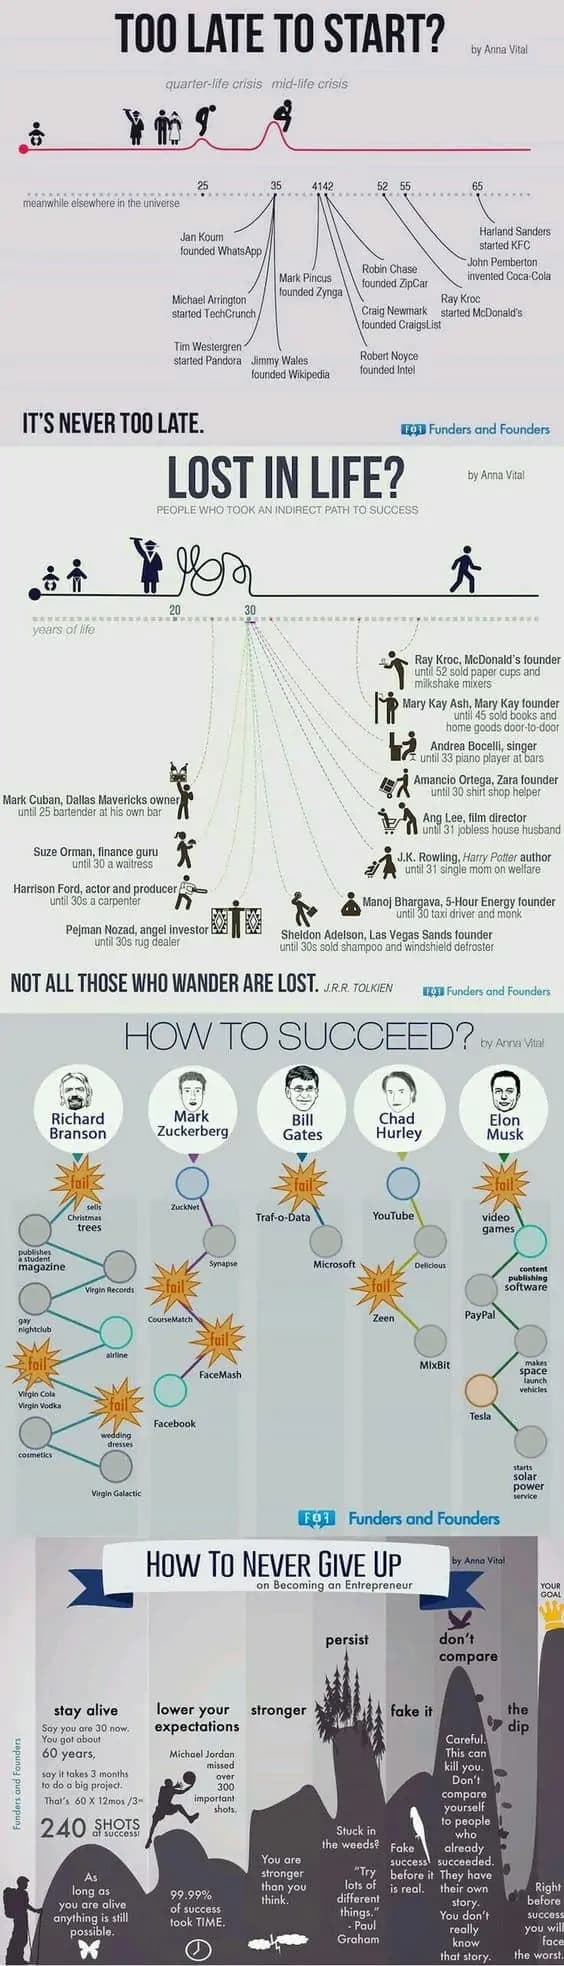 TOO LATE TO START?
by Anna Vital
quarter-life crisis mid-life crisis
25 35 4142 52 55 65
meanwhile elsewhere in the universe
Jan Koum
founded WhatsApp
Michael Arrington
started TechCrunch
Tim Westergren
started Pandora
Jimmy Wales
founded Wikipedia
Mark Pincus
founded Zynga
Robin Chase
founded ZipCar
Craig Newmark
founded CraigsList
Robert Noyce
founded Intel
Ray Kroc
started McDonald's
John Pemberton
invented Coca-Cola
Harland Sanders
started KFC
IT'S NEVER TOO LATE.
Funders and Founders
LOST IN LIFE?
by Anna Vital
PEOPLE WHO TOOK AN INDIRECT PATH TO SUCCESS
20 30
years of life
Ray Kroc, McDonald's founder
until 52 sold paper cups and
milkshake mixers
Mary Kay Ash, Mary Kay founder
until 45 sold books and
home goods door-to-door
Andrea Bocelli, singer
until 33 piano player at bars
Amancio Ortega, Zara founder
until 30 shirt shop helper
Ang Lee, film director
until 31 jobless house husband
J.K. Rowling, Harry Potter author
until 31 single mom on welfare
Manoj Bhargava, 5-Hour Energy founder
until 30 taxi driver and monk
Sheldon Adelson, Las Vegas Sands founder
until 30s sold shampoo and windshield defroster
Mark Cuban, Dallas Mavericks owner
until 25 bartender at his own bar
Suze Orman, finance guru
until 30 a waitress
Harrison Ford, actor and producer
until 30s a carpenter
Pejman Nozad, angel investor
until 30s rug dealer
NOT ALL THOSE WHO WANDER ARE LOST. J.R.R. TOLKIEN
Funders and Founders
HOW TO SUCCEED?
by Anna Vital
Richard
Branson
fail
sells
Christmas
trees
publishes
a student
magazine
Virgin Records
gay
nightclub
airline
fail
Virgin Cola
Virgin Vodka
fail
wedding
dresses
cosmetics
Virgin Galactic
Mark
Zuckerberg
ZuckNet
Synapse
fail
CourseMatch
fail
FaceMash
Facebook
Bill
Gates
fail
Traf-o-Data
Microsoft
Chad
Hurley
YouTube
Delicious
fail
Zeen
MixBit
Elon
Musk
fail
video
games
content
publishing
software
PayPal
makes
space
launch
vehicles
Tesla
starts
solar
power
service
Funders and Founders
HOW TO NEVER GIVE UP
on Becoming an Entrepreneur
by Anna Vital
YOUR
GOAL
Funders and Founders
stay alive
Say you are 30 now.
You got about
60 years,
say it takes 3 months
to do a big project.
That's 60 X 12mos /3=
240 SHOTS
at success!
As
long as
you are alive
anything is still
possible.
lower your
expectations
Michael Jordan
missed
over
300
important
shots.
99.99%
of success
took TIME.
stronger
You are
stronger
than you
think.
persist
Stuck in
the weeds?
"Try
lots of
different
things."
- Paul
Graham
fake it
Fake
success
before it
is real.
don't
compare
Careful.
This can
kill you.
Don't
compare
yourself
to people
who
already
succeeded.
They have
their own
story.
You don't
really
know
that story.
the
dip
Right
before
success
you will
face
the worst.